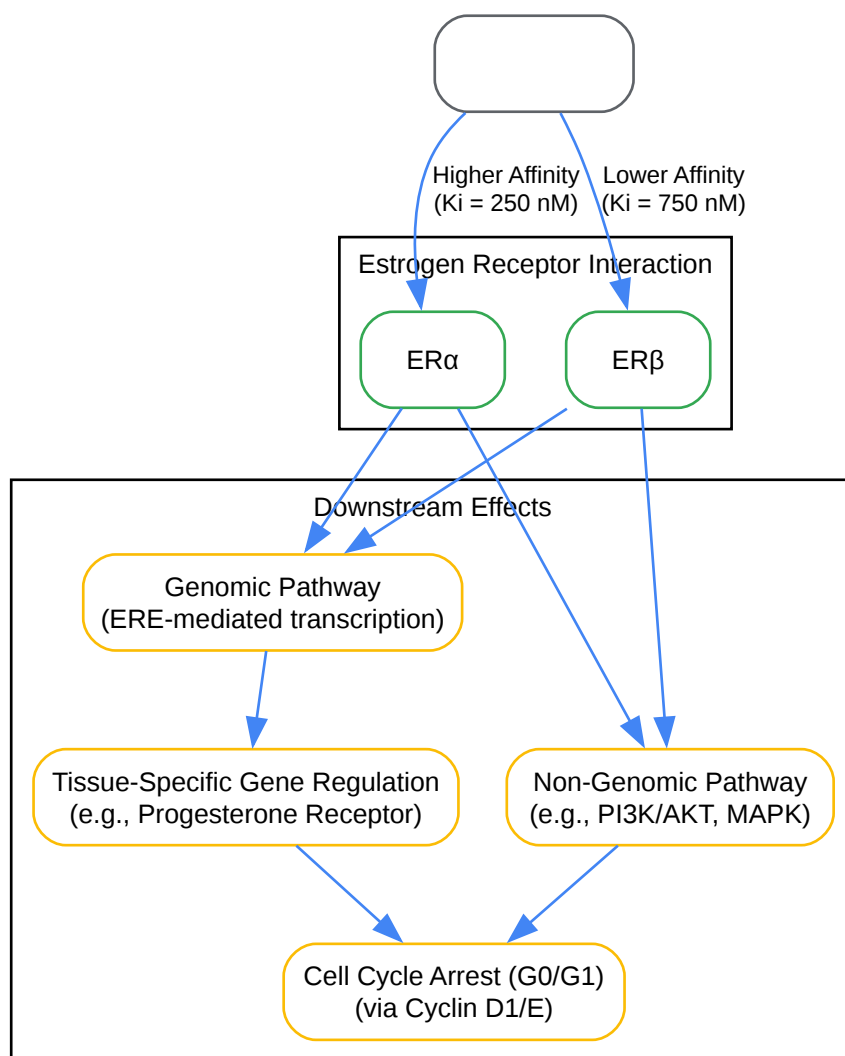 Higher Affinity
(Ki = 250 nM)
Lower Affinity
(Ki = 750 nM)
Estrogen Receptor Interaction
ERα
ERβ
Downstream Effects
Genomic Pathway
(ERE-mediated transcription)
Tissue-Specific Gene Regulation
(e.g., Progesterone Receptor)
Non-Genomic Pathway
(e.g., PI3K/AKT, MAPK)
Cell Cycle Arrest (G0/G1)
(via Cyclin D1/E)